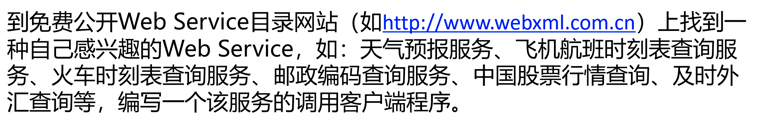 到免费公开Web Service目录网站（如http://www.webxml.com.cn）上找到一
种自己感兴趣的Web Service，如：天气预报服务、飞机航班时刻表查询服
务、火车时刻表查询服务、邮政编码查询服务、中国股票行情查询、及时外
汇查询等，编写一个该服务的调用客户端程序。